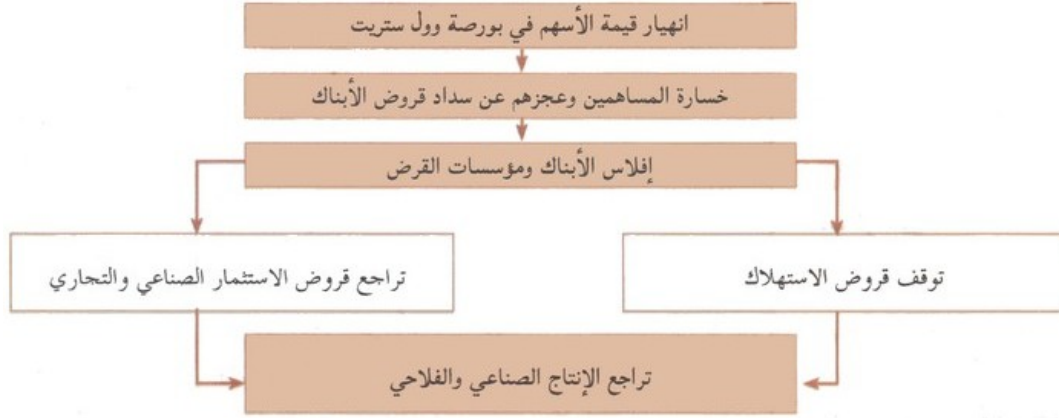 انهيار قيمة الأسهم في بورصة وول ستريت
خسارة المساهمين وعجزهم عن سداد قروض الأبناك
إفلاس الأبناك ومؤسسات القرض
توقف قروض الاستهلاك
تراجع قروض الاستثمار الصناعي والتجاري
تراجع الإنتاج الصناعي والفلاحي